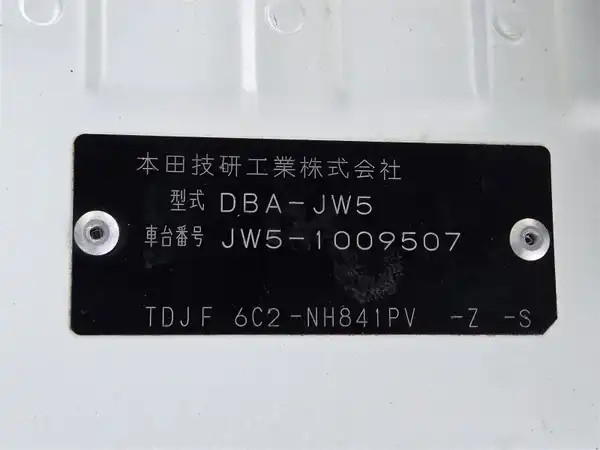 本田技研工業株式会社
型式 DBA-JW5
車台番号 JW5-1009507
TDJF 6C2-NH841PV -Z -S